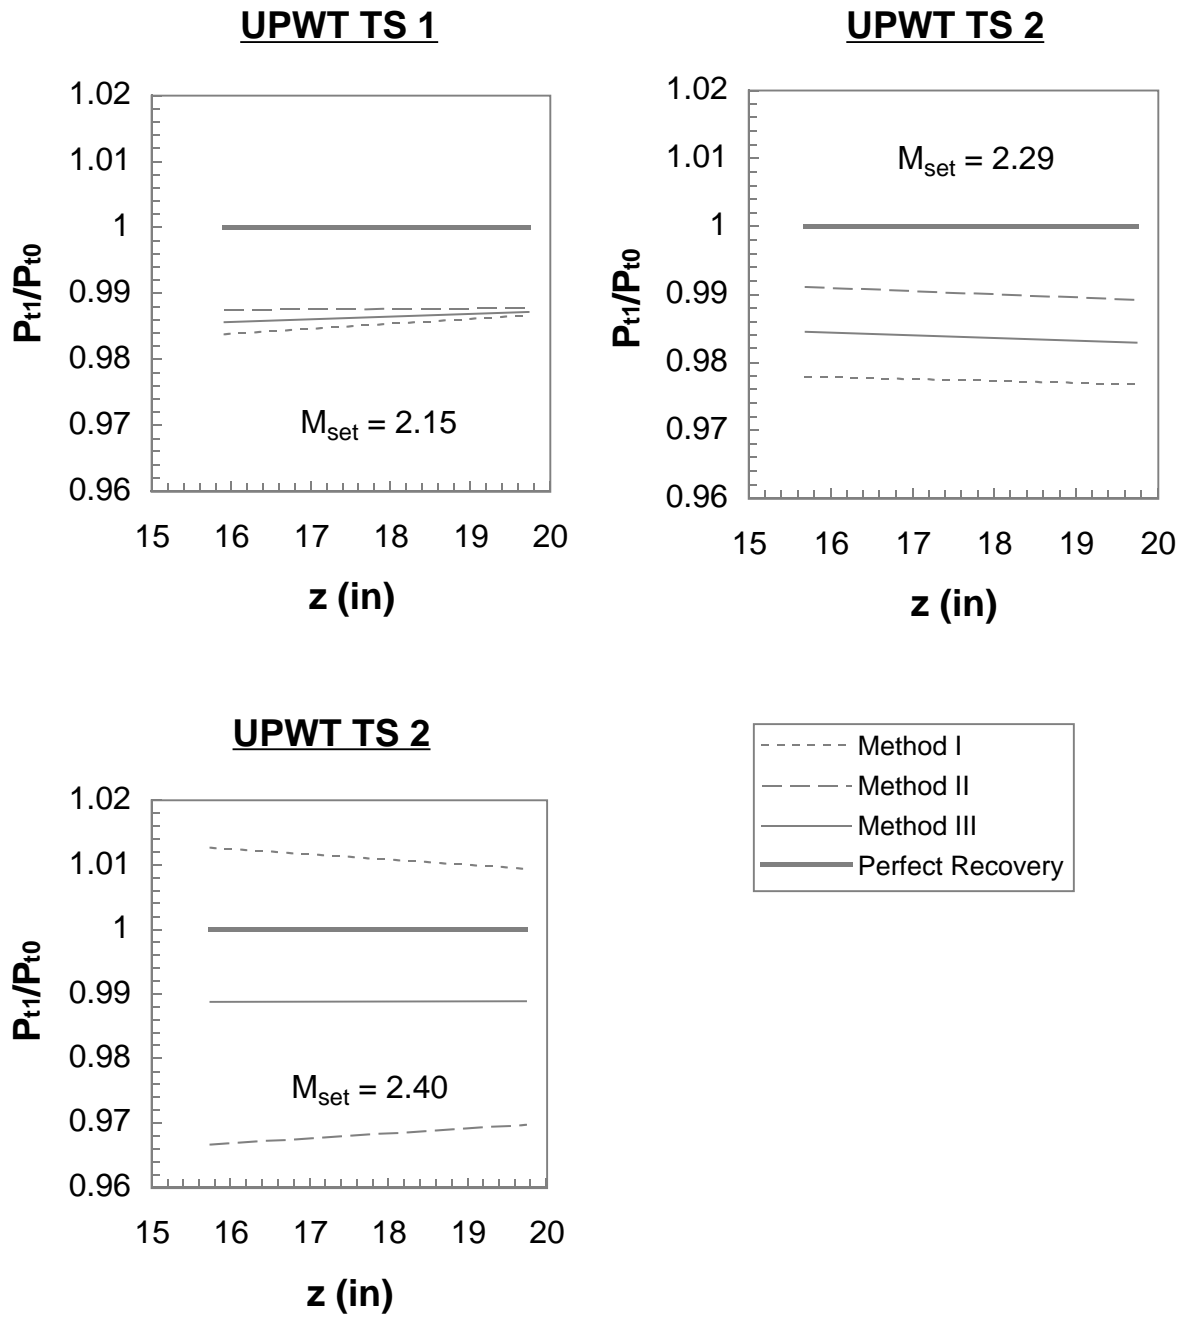 UPWT TS 1
1.02
1.01
1
0.99
0.98
0.97
0.96
Pt1/Pt0
Mset = 2.15
15 16 17 18 19 20
z (in)
UPWT TS 2
1.02
1.01
1
0.99
0.98
0.97
0.96
Pt1/Pt0
Mset = 2.29
15 16 17 18 19 20
z (in)
UPWT TS 2
1.02
1.01
1
0.99
0.98
0.97
0.96
Pt1/Pt0
Mset = 2.40
15 16 17 18 19 20
z (in)
Method I
Method II
Method III
Perfect Recovery